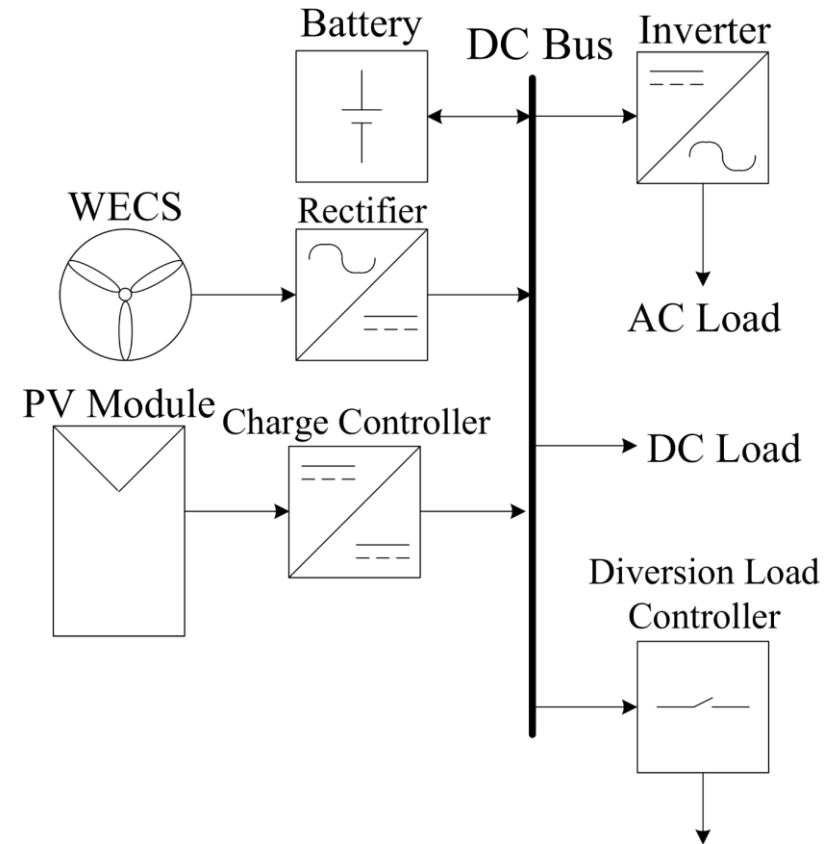 Battery
DC Bus
Inverter
WECS
Rectifier
AC Load
PV Module
Charge Controller
DC Load
Diversion Load
Controller